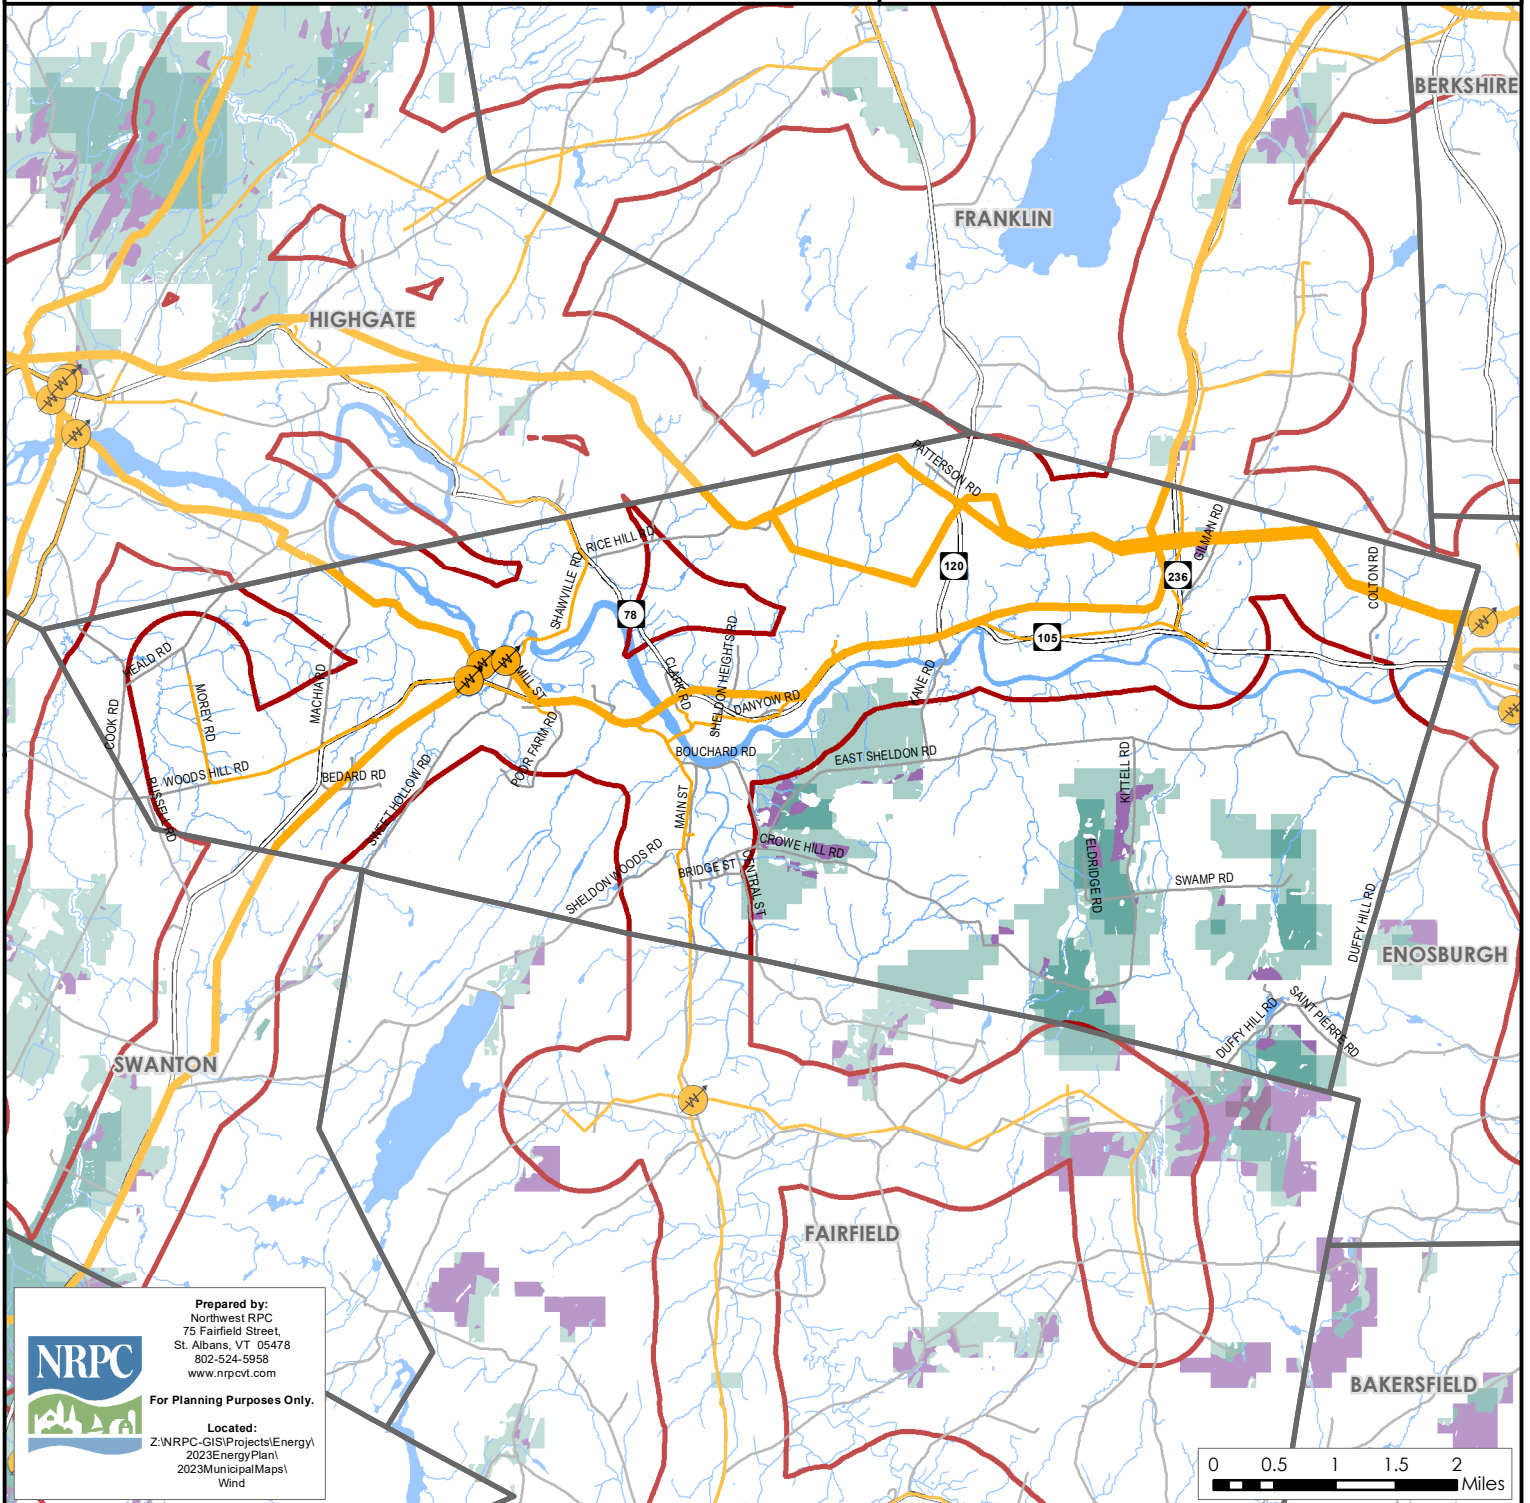 BERKSHIRE
FRANKLIN
HIGHGATE
PATTERSON RD
RICE HILL RD
GILMAN RD
SHAWVILLE RD
120
236
COLTON RD
78
105
HEALD RD
MACHIA RD
MILL ST
CLARK RD
SHELDON HEIGHTS RD
KANE RD
MOREY RD
COOK RD
DANYOW RD
POOR FARM RD
BOUCHARD RD
EAST SHELDON RD
WOODS HILL RD
BEDARD RD
SWEET HOLLOW RD
KITTELL RD
RUSSELL RD
MAIN ST
CROWE HILL RD
SHELDON WOODS RD
BRIDGE ST
CENTRAL ST
ELDRIDGE RD
SWAMP RD
DUFFY HILL RD
ENOSBURGH
DUFFY HILL RD
SAINT PIERRE RD
SWANTON
W
W
W
W
W
W
W
W
W
FAIRFIELD
BAKERSFIELD
NRPC
Prepared by:
Northwest RPC
75 Fairfield Street,
St. Albans, VT 05478
802-524-5958
www.nrpcvt.com
For Planning Purposes Only.
Located:
Z:\NRPC-GIS\Projects\Energy\
2023EnergyPlan\
2023MunicipalMaps\
Wind
0 0.5 1 1.5 2
Miles